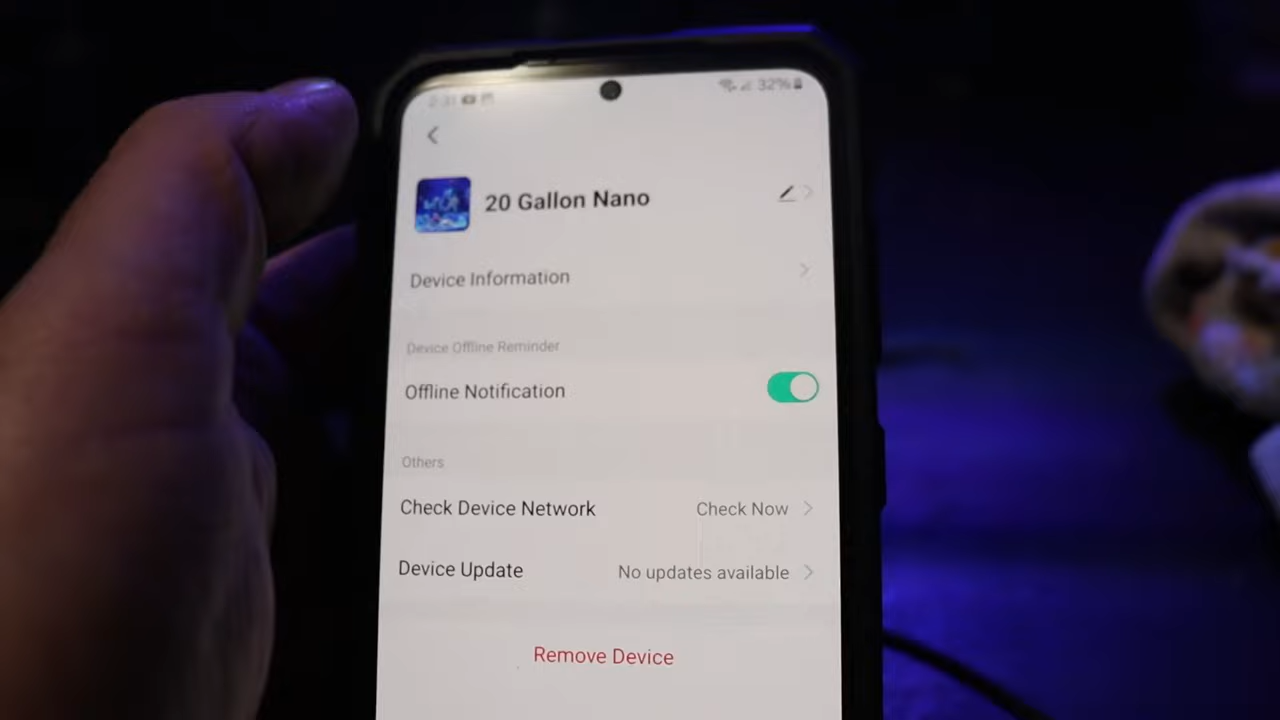 32%
20 Gallon Nano
Device Information
Device Offline Reminder
Offline Notification
Others
Check Device Network Check Now
Device Update No updates available
Remove Device